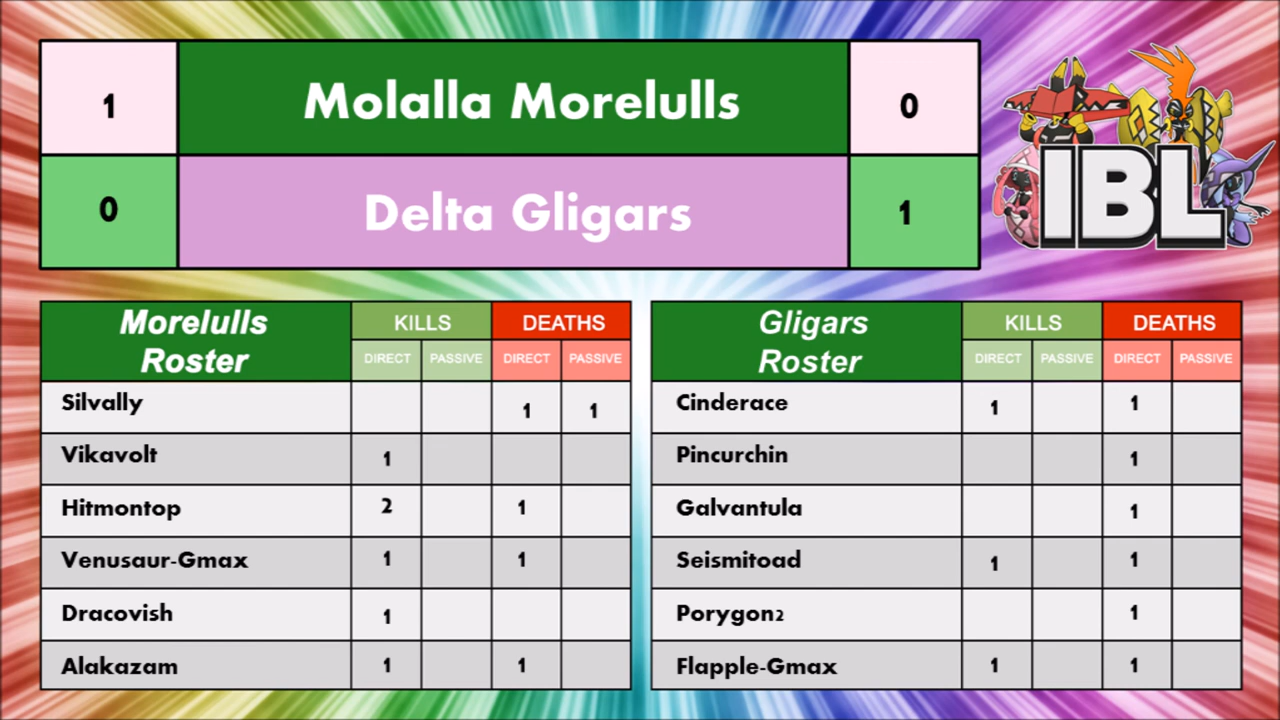 1 Molalla Morelulls 0
0 Delta Gligars 1
IBL
Morelulls Roster KILLS DEATHS
DIRECT PASSIVE DIRECT PASSIVE
Silvally 1 1
Vikavolt 1
Hitmontop 2 1
Venusaur-Gmax 1 1
Dracovish 1
Alakazam 1 1
Gligars Roster KILLS DEATHS
DIRECT PASSIVE DIRECT PASSIVE
Cinderace 1 1
Pincurchin 1
Galvantula 1
Seismitoad 1 1
Porygon2 1
Flapple-Gmax 1 1